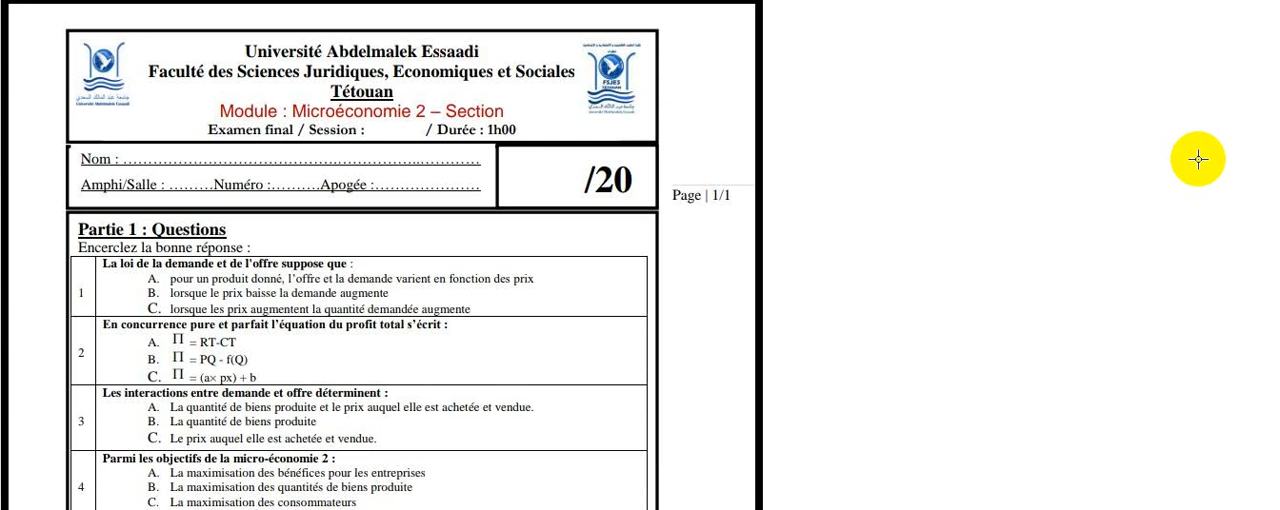 Université Abdelmalek Essaadi
Faculté des Sciences Juridiques, Economiques et Sociales
Tétouan
Module : Microéconomie 2 – Section
Examen final / Session : / Durée : 1h00
Nom : ……………………………………………………
Amphi/Salle : ………Numéro :………Apogée :…………………
/20
Page | 1/1
Partie 1 : Questions
Encerclez la bonne réponse :
1
La loi de la demande et de l'offre suppose que :
A. pour un produit donné, l’offre et la demande varient en fonction des prix
B. lorsque le prix baisse la demande augmente
C. lorsque les prix augmentent la quantité demandée augmente
2
En concurrence pure et parfait l’équation du profit total s’écrit :
A. Π = RT-CT
B. Π = PQ - f(Q)
C. Π = (a× px) + b
3
Les interactions entre demande et offre déterminent :
A. La quantité de biens produite et le prix auquel elle est achetée et vendue.
B. La quantité de biens produite
C. Le prix auquel elle est achetée et vendue.
4
Parmi les objectifs de la micro-économie 2 :
A. La maximisation des bénéfices pour les entreprises
B. La maximisation des quantités de biens produite
C. La maximisation des consommateurs